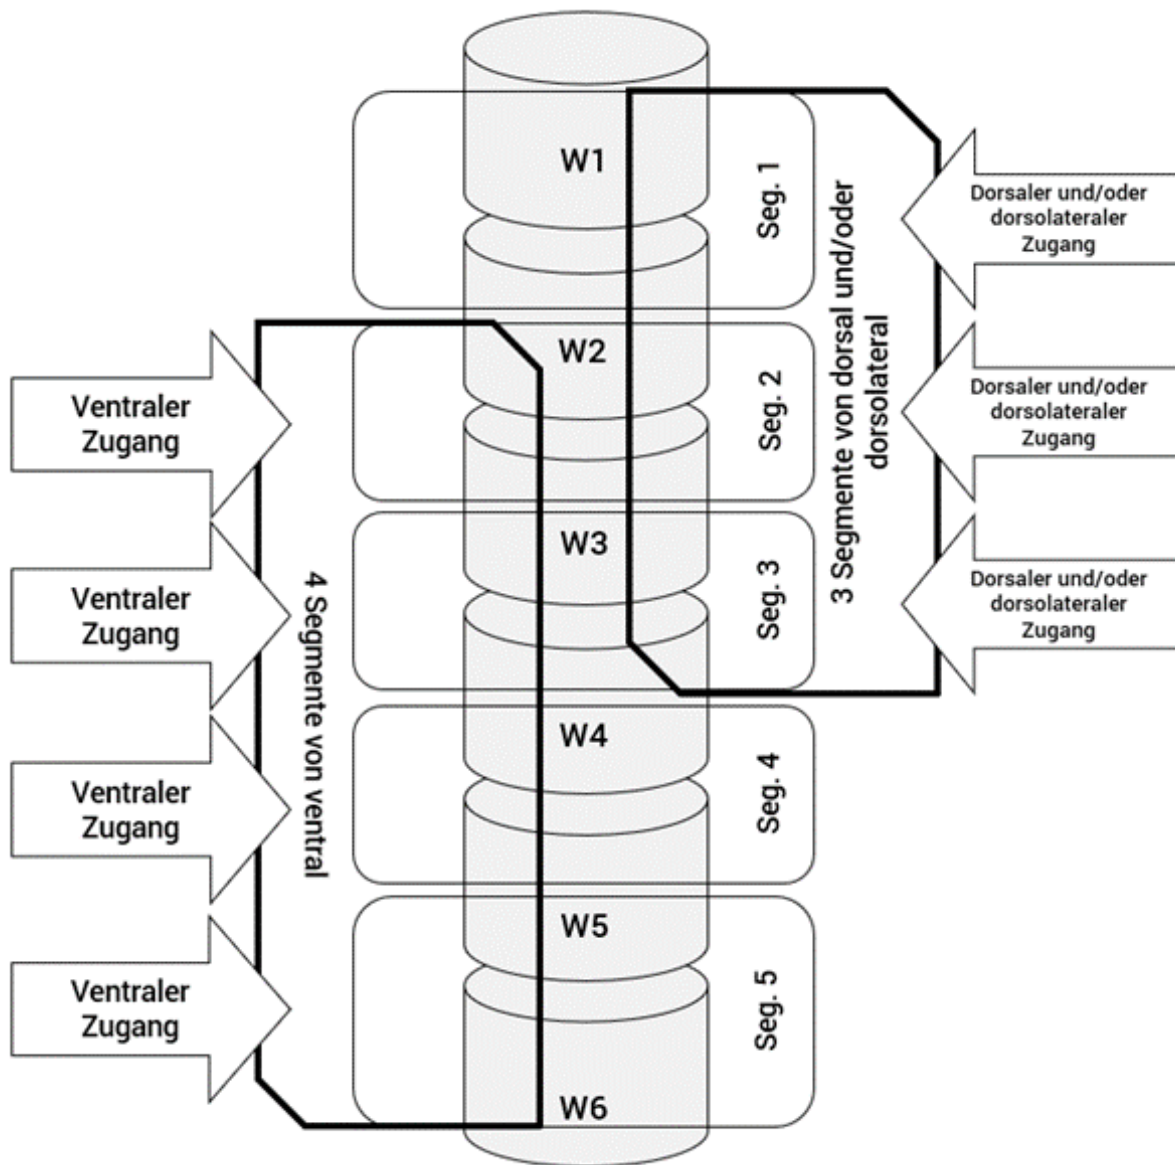 W1
Seg. 1
Dorsaler und/oder
dorsolateraler
Zugang
3 Segmente von dorsal und/oder
dorsolateral
W2
Seg. 2
Ventraler
Zugang
Dorsaler und/oder
dorsolateraler
Zugang
W3
Seg. 3
Ventraler
Zugang
Dorsaler und/oder
dorsolateraler
Zugang
4 Segmente von ventral
W4
Seg. 4
Ventraler
Zugang
W5
Seg. 5
Ventraler
Zugang
W6